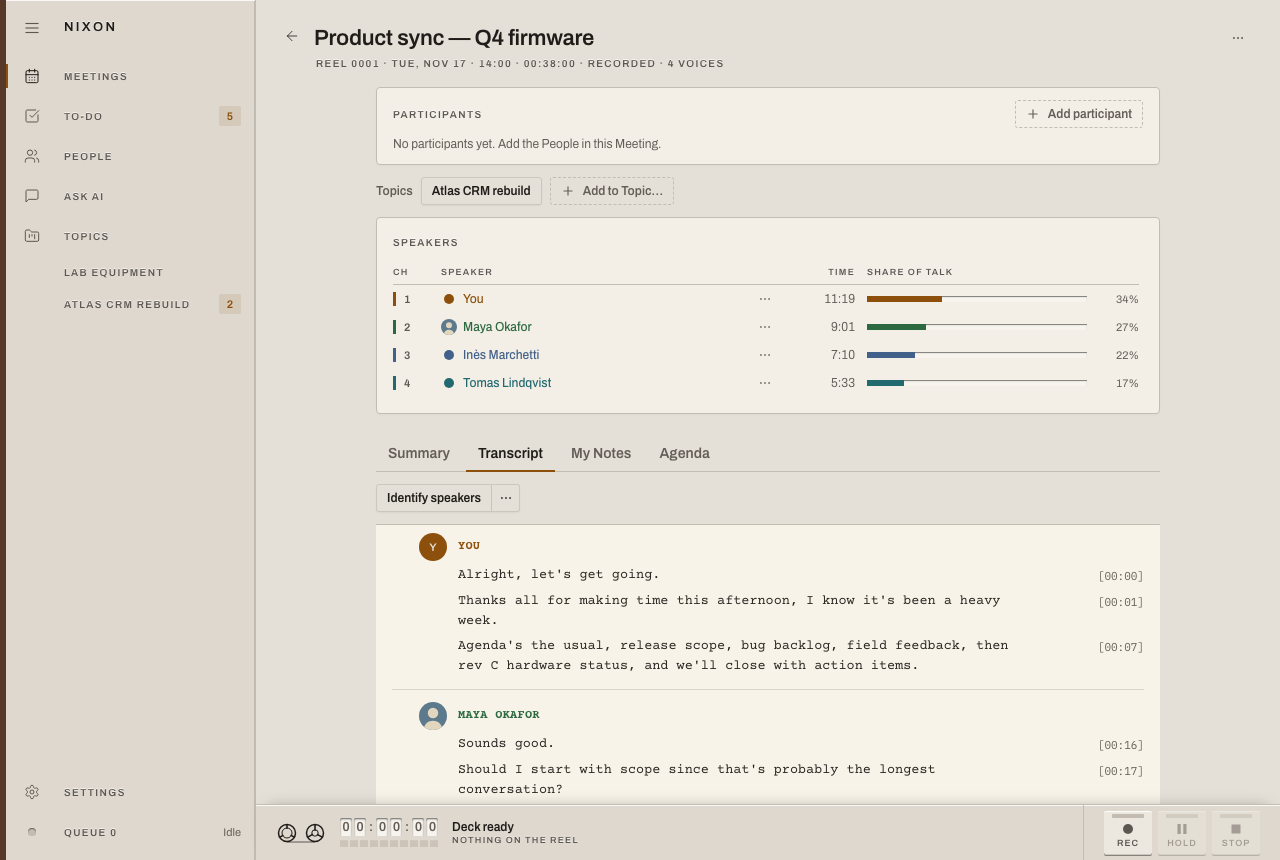 NIXON
MEETINGS
TO-DO 5
PEOPLE
ASK AI
TOPICS
LAB EQUIPMENT
ATLAS CRM REBUILD 2
SETTINGS
QUEUE 0 Idle
Product sync — Q4 firmware
REEL 0001 · TUE, NOV 17 · 14:00 · 00:38:00 · RECORDED · 4 VOICES
PARTICIPANTS
Add participant
No participants yet. Add the People in this Meeting.
Topics Atlas CRM rebuild Add to Topic...
SPEAKERS
CH SPEAKER TIME SHARE OF TALK
1 You 11:19 34%
2 Maya Okafor 9:01 27%
3 Inès Marchetti 7:10 22%
4 Tomas Lindqvist 5:33 17%
Summary Transcript My Notes Agenda
Identify speakers
Y YOU
Alright, let's get going. [00:00]
Thanks all for making time this afternoon, I know it's been a heavy [00:01]
week.
Agenda's the usual, release scope, bug backlog, field feedback, then [00:07]
rev C hardware status, and we'll close with action items.
MAYA OKAFOR
Sounds good. [00:16]
Should I start with scope since that's probably the longest [00:17]
conversation?
00:00:00 Deck ready
NOTHING ON THE REEL
REC HOLD STOP